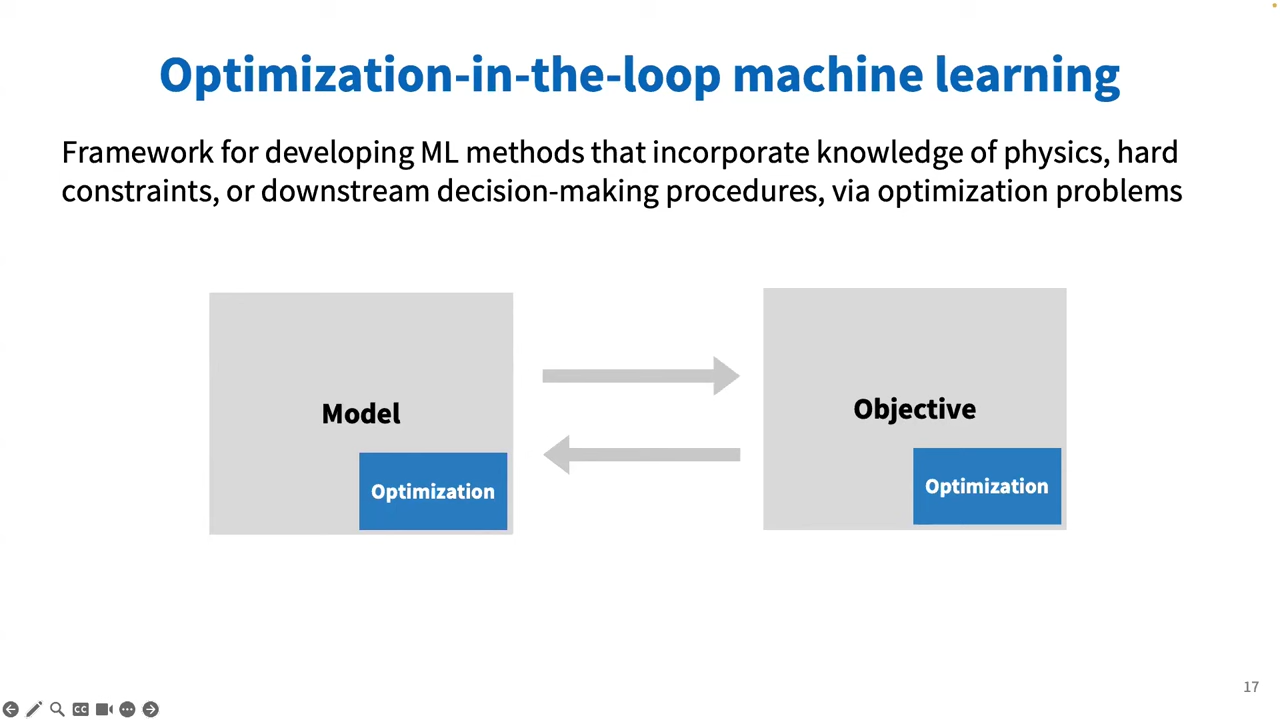 Optimization-in-the-loop machine learning
Framework for developing ML methods that incorporate knowledge of physics, hard
constraints, or downstream decision-making procedures, via optimization problems
Model
Optimization
Objective
Optimization
17
CC